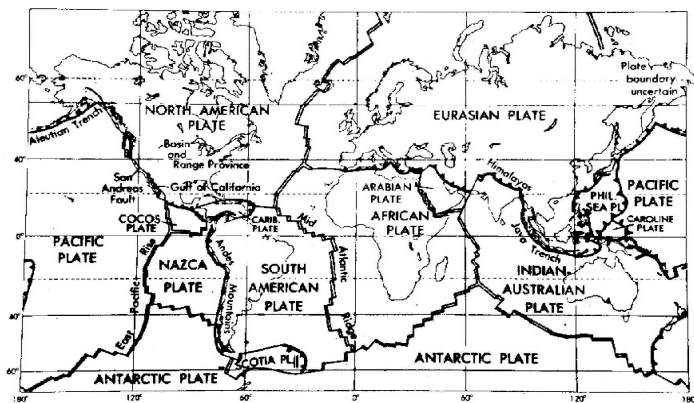 60°
40°
20°
0°
20°
40°
60°
180°
120°
60°
0°
60°
120°
180°
Plate
boundary
uncertain
NORTH AMERICAN
PLATE
EURASIAN PLATE
Aleutian Trench
Basin
and
Range Province
San
Andreas
Fault
Gulf of California
Himalayas
ARABIAN
PLATE
PHIL.
SEA PL.
PACIFIC
PLATE
COCOS
PLATE
CARIB.
PLATE
Mid
Atlantic
Ridge
AFRICAN
PLATE
CAROLINE
PLATE
Java Trench
PACIFIC
PLATE
East
Pacific
Rise
NAZCA
PLATE
Andes
Mountains
SOUTH
AMERICAN
PLATE
INDIAN
AUSTRALIAN
PLATE
SCOTIA PL.
ANTARCTIC PLATE
ANTARCTIC PLATE